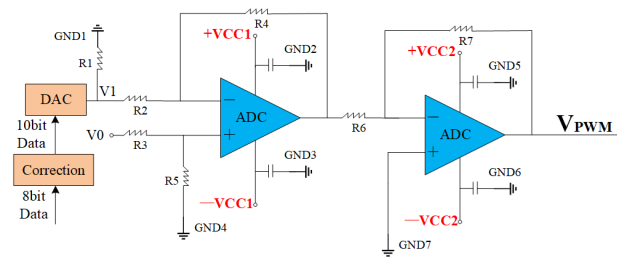 GND1
R1
DAC
V1
10bit
Data
Correction
8bit
Data
R2
V0
R3
R5
GND4
R4
+VCC1
GND2
ADC
GND3
—VCC1
R6
R7
+VCC2
GND5
ADC
VPWM
GND6
—VCC2
GND7